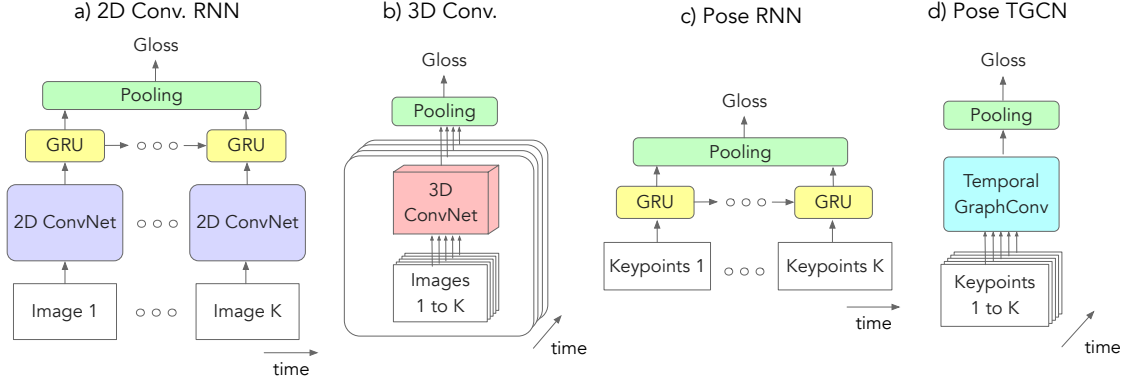 a) 2D Conv. RNN
Gloss
Pooling
GRU
GRU
2D ConvNet
2D ConvNet
Image 1
Image K
time
b) 3D Conv.
Gloss
Pooling
3D
ConvNet
Images
1 to K
time
c) Pose RNN
Gloss
Pooling
GRU
GRU
Keypoints 1
Keypoints K
time
d) Pose TGCN
Gloss
Pooling
Temporal
GraphConv
Keypoints
1 to K
time